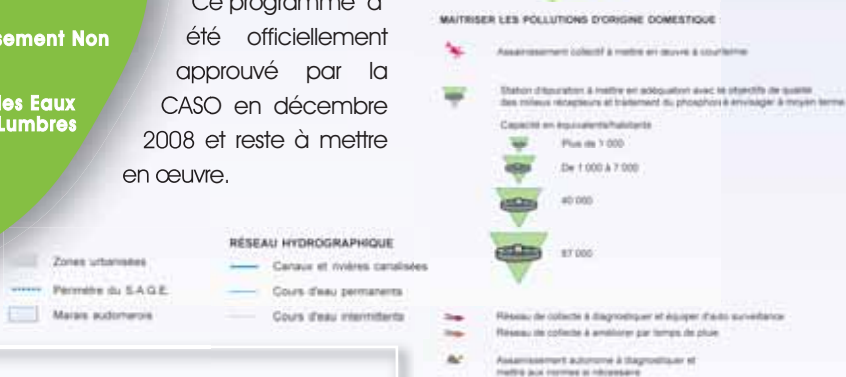 sement Non
les Eaux
Lumbres
Ce programme a
été officiellement
approuvé par la
CASO en décembre
2008 et reste à mettre
en œuvre.
Zones urbanisées
Périmètre du S.A.G.E.
Marais audomarois
RÉSEAU HYDROGRAPHIQUE
Canaux et rivières canalisées
Cours d'eau permanents
Cours d'eau intermittents
MAITRISER LES POLLUTIONS D'ORIGINE DOMESTIQUE
Assainissement collectif à mettre en œuvre à court terme
Station d'épuration à mettre en adéquation avec le objectifs de qualité
des milieux récepteurs et traitement du phosphore à envisager à moyen terme
Capacité en équivalents/habitants
Plus de 1 000
De 1 000 à 7 000
40 000
Réseau de collecte à diagnostiquer et équiper d'auto surveillance
Réseau de collecte à améliorer par temps de pluie
Assainissement autonome à diagnostiquer et
mettre aux normes si nécessaire